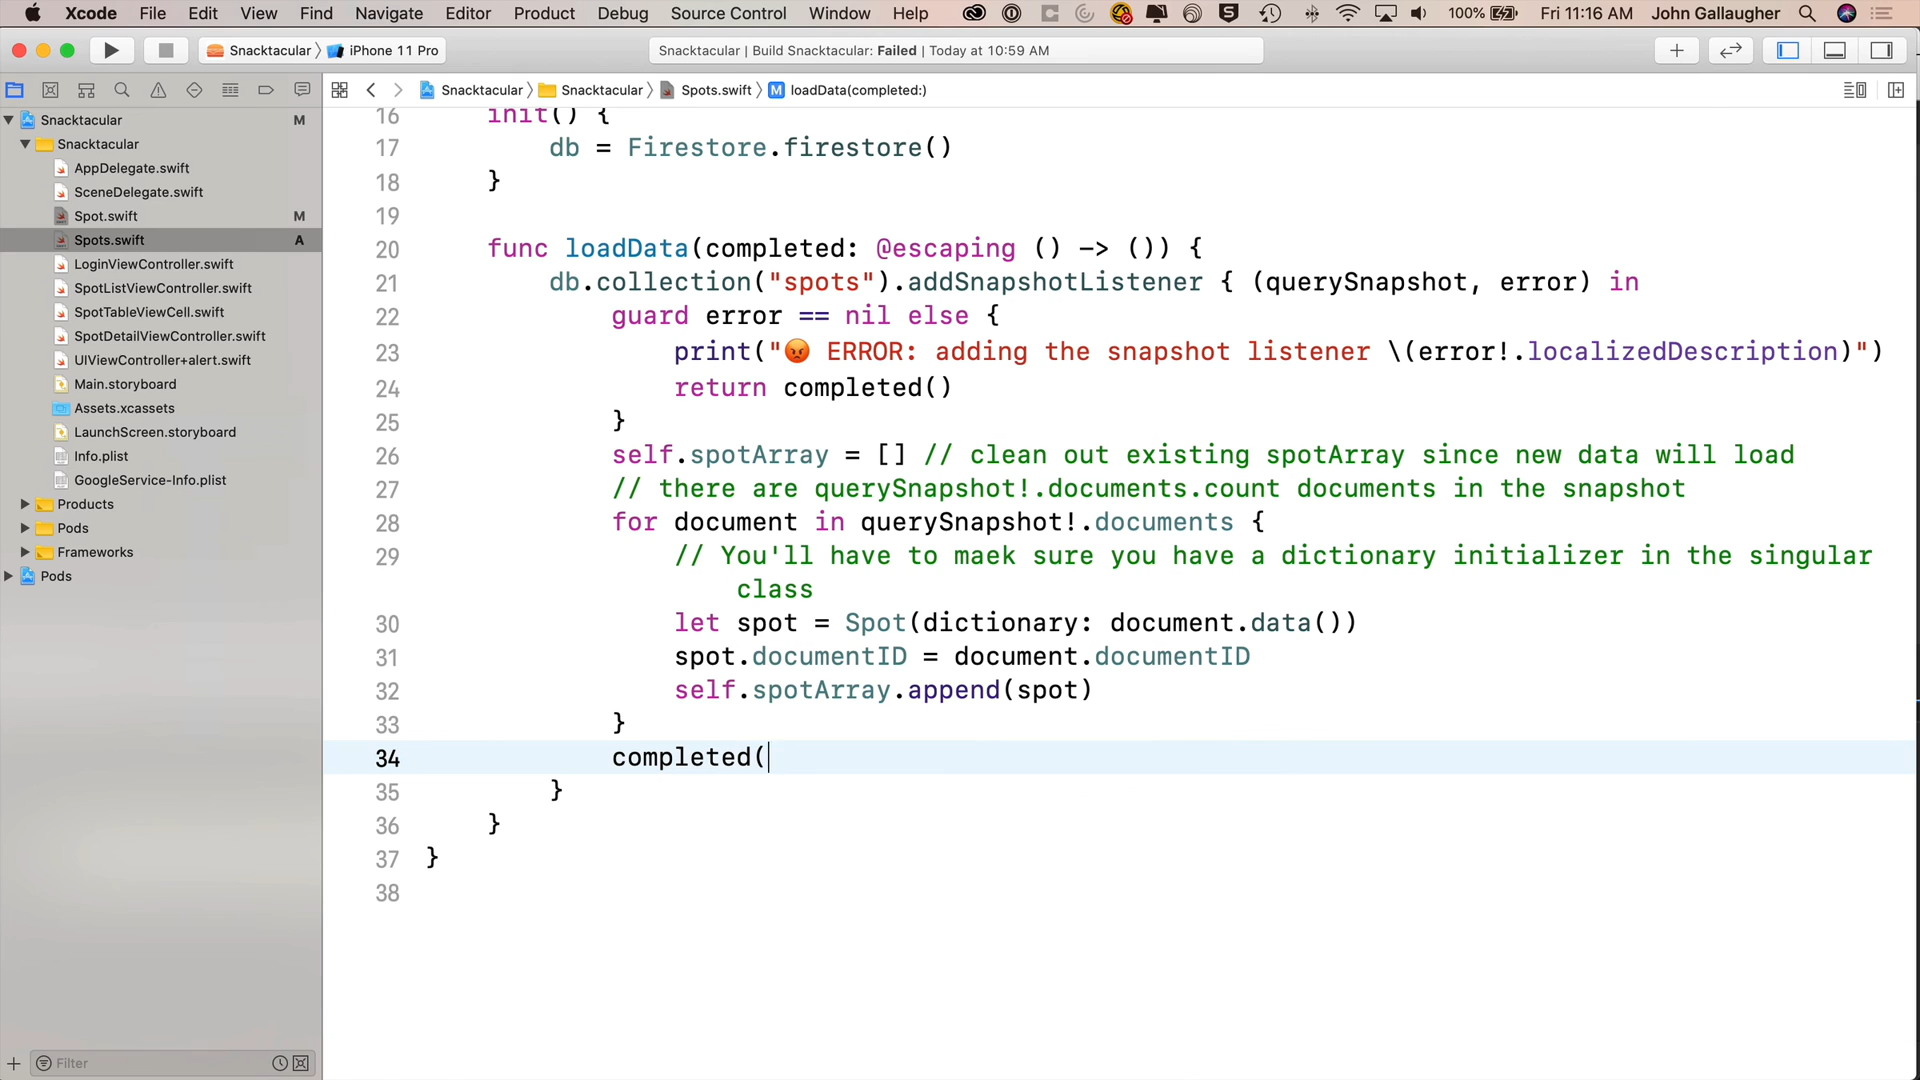 Xcode File Edit View Find Navigate Editor Product Debug Source Control Window Help 100% Fri 11:16 AM John Gallaugher
Snacktacular iPhone 11 Pro Snacktacular | Build Snacktacular: Failed | Today at 10:59 AM
Snacktacular Snacktacular Spots.swift M loadData(completed:)
Snacktacular M
Snacktacular
AppDelegate.swift
SceneDelegate.swift
Spot.swift M
Spots.swift A
LoginViewController.swift
SpotListViewController.swift
SpotTableViewCell.swift
SpotDetailViewController.swift
UIViewController+alert.swift
Main.storyboard
Assets.xcassets
LaunchScreen.storyboard
Info.plist
GoogleService-Info.plist
Products
Pods
Frameworks
Pods
Filter
16 init() {
17 db = Firestore.firestore()
18 }
19
20 func loadData(completed: @escaping () -> ()) {
21 db.collection("spots").addSnapshotListener { (querySnapshot, error) in
22 guard error == nil else {
23 print("😡 ERROR: adding the snapshot listener \(error!.localizedDescription)")
24 return completed()
25 }
26 self.spotArray = [] // clean out existing spotArray since new data will load
27 // there are querySnapshot!.documents.count documents in the snapshot
28 for document in querySnapshot!.documents {
29 // You'll have to maek sure you have a dictionary initializer in the singular
class
30 let spot = Spot(dictionary: document.data())
31 spot.documentID = document.documentID
32 self.spotArray.append(spot)
33 }
34 completed(
35 }
36 }
37 }
38